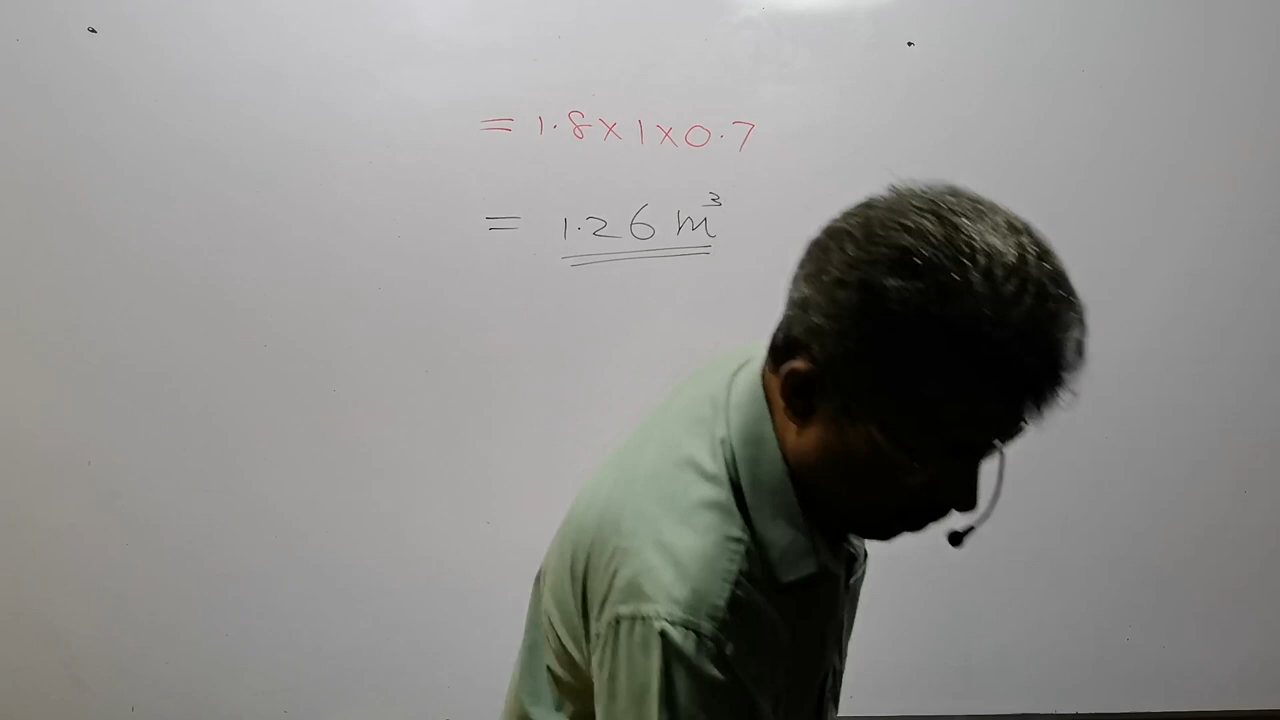 = 1.8 × 1 × 0.7
= 1.26 m³